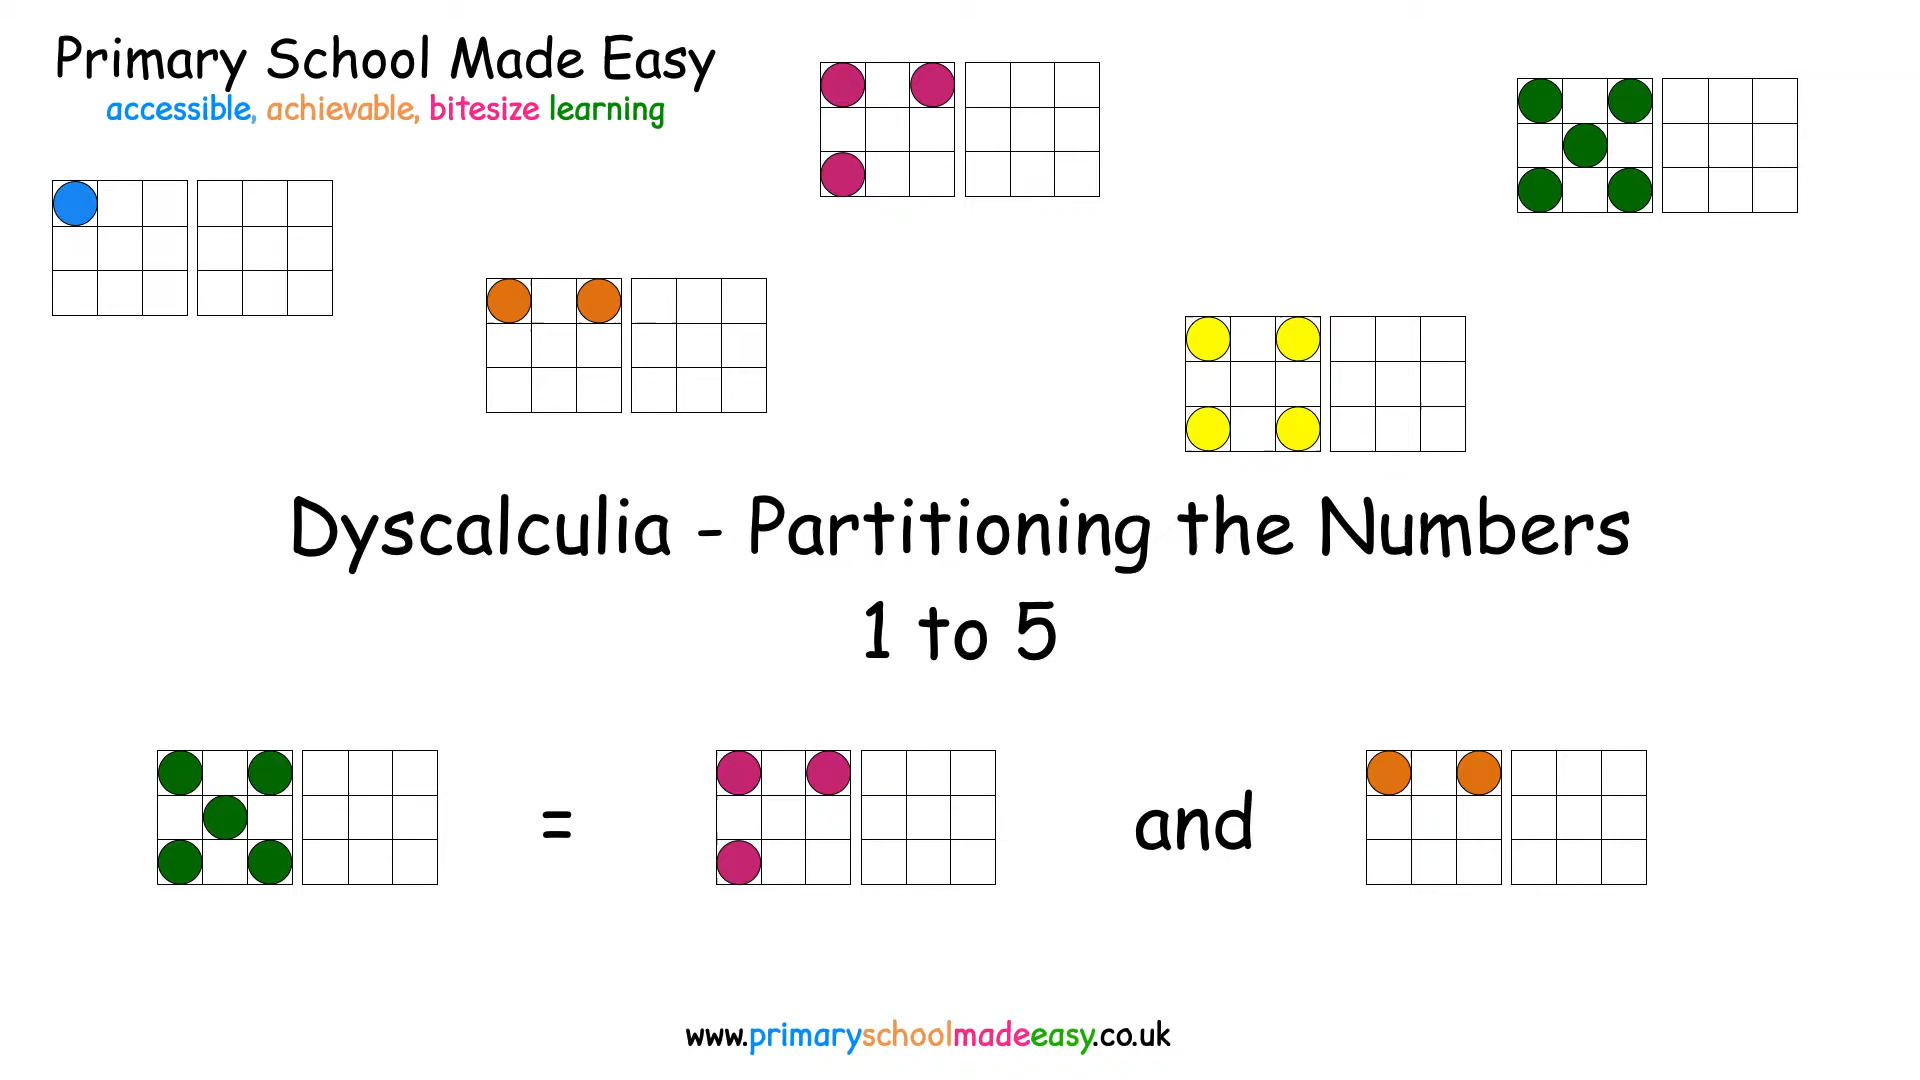 Primary School Made Easy
accessible, achievable, bitesize learning
Dyscalculia - Partitioning the Numbers
1 to 5
= and
www.primaryschoolmadeeasy.co.uk